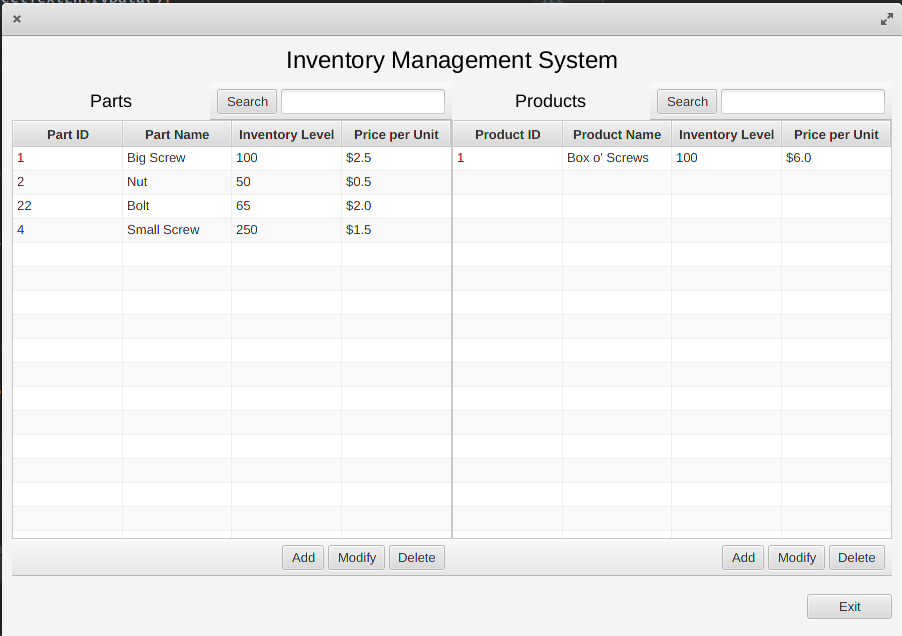 Inventory Management System
Parts Search Products Search
Part ID Part Name Inventory Level Price per Unit Product ID Product Name Inventory Level Price per Unit
1 Big Screw 100 $2.5 1 Box o' Screws 100 $6.0
2 Nut 50 $0.5
22 Bolt 65 $2.0
4 Small Screw 250 $1.5
Add Modify Delete Add Modify Delete
Exit